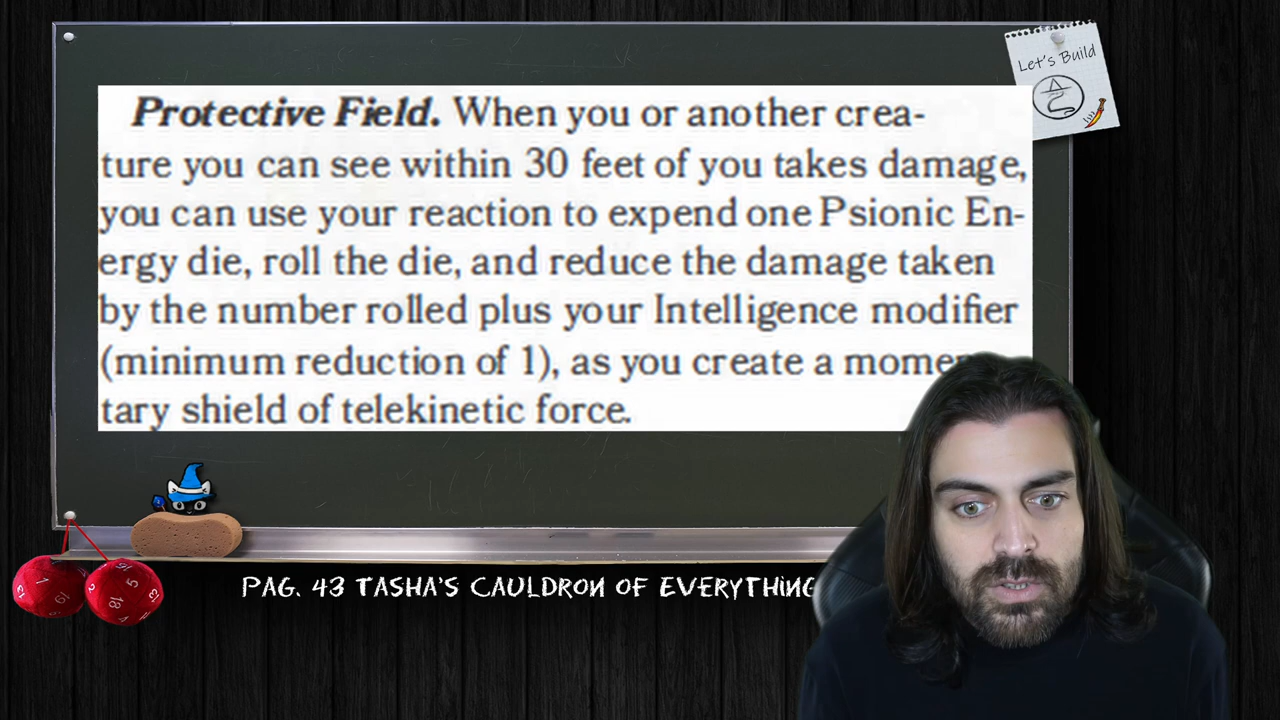 Protective Field. When you or another crea-
ture you can see within 30 feet of you takes damage,
you can use your reaction to expend one Psionic En-
ergy die, roll the die, and reduce the damage taken
by the number rolled plus your Intelligence modifier
(minimum reduction of 1), as you create a
tary shield of telekinetic force.
Let's Build
PAG. 43 TASHA'S CAULDRON OF EVERYTHING